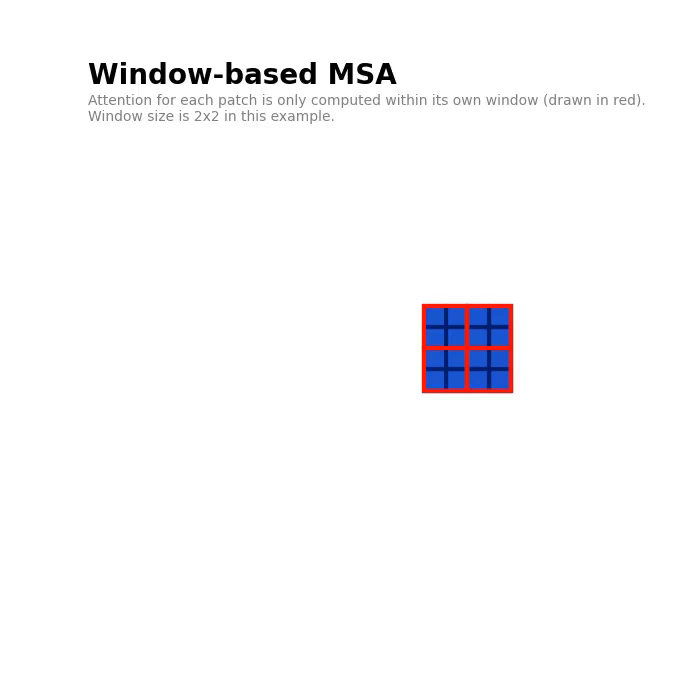 Window-based MSA
Attention for each patch is only computed within its own window (drawn in red).
Window size is 2x2 in this example.